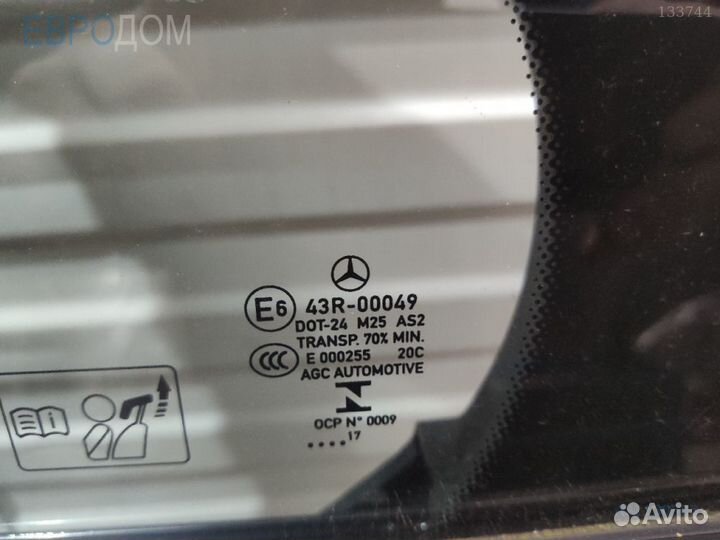 ЕВРОДОМ
133744
E6 43R-00049
DOT-24 M25 AS2
TRANSP. 70% MIN.
CCC E 000255 20C
AGC AUTOMOTIVE
N
OCP N° 0009
....17
i
Avito